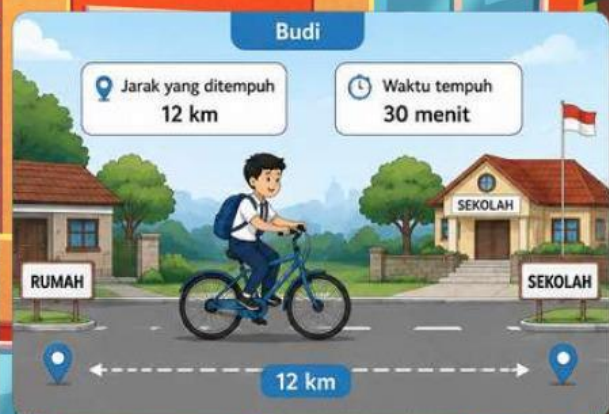 Budi
Jarak yang ditempuh
12 km
Waktu tempuh
30 menit
SEKOLAH
RUMAH
SEKOLAH
12 km